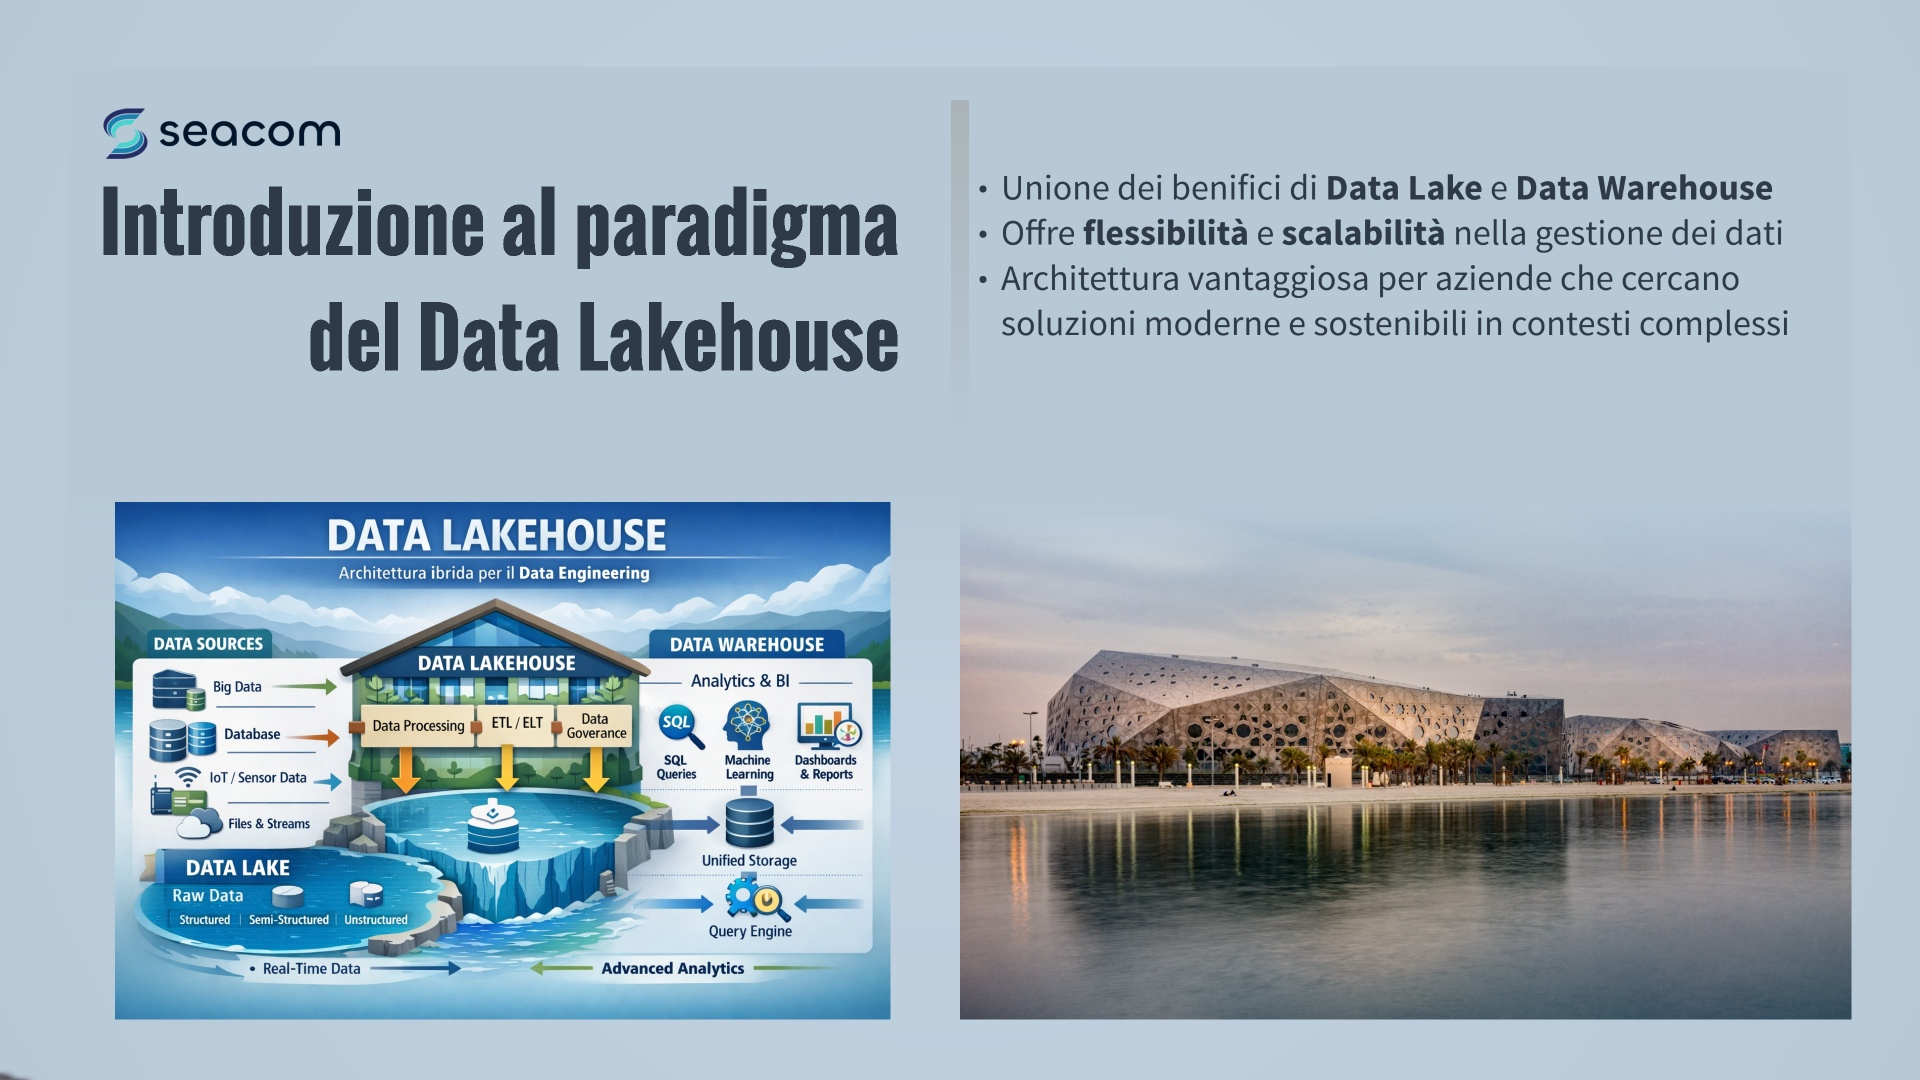 seacom
Introduzione al paradigma
del Data Lakehouse
• Unione dei benifici di Data Lake e Data Warehouse
• Offre flessibilità e scalabilità nella gestione dei dati
• Architettura vantaggiosa per aziende che cercano
soluzioni moderne e sostenibili in contesti complessi
DATA LAKEHOUSE
Architettura ibrida per il Data Engineering
DATA SOURCES
Big Data
Database
IoT / Sensor Data
Files & Streams
DATA LAKEHOUSE
Data Processing
ETL / ELT
Data
Goverance
DATA WAREHOUSE
Analytics & BI
SQL
SQL
Queries
Machine
Learning
Dashboards
& Reports
Unified Storage
Query Engine
DATA LAKE
Raw Data
Structured | Semi-Structured | Unstructured
• Real-Time Data
Advanced Analytics